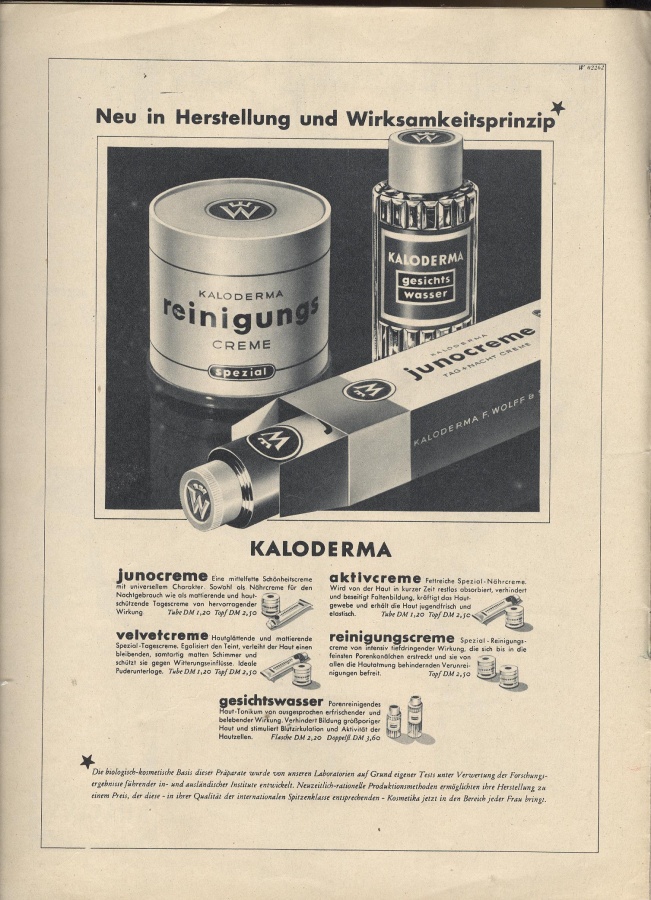 W 62262
Neu in Herstellung und Wirksamkeitsprinzip
W
W
KALODERMA
gesichts
wasser
KALODERMA
reinigungs
CREME
spezial
KALODERMA
junocreme
TAG + NACHT CREME
KALODERMA F. WOLFF &
W
W
W
KALODERMA
junocreme Eine mittelfette Schönheitscreme
mit universellem Charakter. Sowohl als Nährcreme für den
Nachtgebrauch wie als mattierende und haut-
schützende Tagescreme von hervorragender
Wirkung Tube DM 1,20 Topf DM 2,50
aktivcreme Fettreiche Spezial-Nährcreme.
Wird von der Haut in kurzer Zeit restlos absorbiert, verhindert
und beseitigt Faltenbildung, kräftigt das Haut-
gewebe und erhält die Haut jugendfrisch und
elastisch. Tube DM 1,20 Topf DM 2,50
velvetcreme Hautglättende und mattierende
Spezial-Tagescreme. Egalisiert den Teint, verleiht der Haut einen
bleibenden, samtartig matten Schimmer und
schützt sie gegen Witterungseinflüsse. Ideale
Puderunterlage. Tube DM 1,20 Topf DM 2,50
reinigungscreme Spezial-Reinigungs-
creme von intensiv tiefdringender Wirkung, die sich bis in die
feinsten Porenkanälchen erstreckt und sie von
allen die Hautatmung behindernden Verunrei-
nigungen befreit. Topf DM 2,50
gesichtswasser Porenreinigendes
Haut-Tonikum von ausgesprochen erfrischender und
belebender Wirkung. Verhindert Bildung großporiger
Haut und stimuliert Blutzirkulation und Aktivität der
Hautzellen. Flasche DM 2,20 Doppelfl. DM 3,60
Die biologisch-kosmetische Basis dieser Präparate wurde von unseren Laboratorien auf Grund eigener Tests unter Verwertung der Forschungs-
ergebnisse führender in- und ausländischer Institute entwickelt. Neuzeitlich-rationelle Produktionsmethoden ermöglichten ihre Herstellung zu
einem Preis, der diese - in ihrer Qualität der internationalen Spitzenklasse entsprechenden - Kosmetika jetzt in den Bereich jeder Frau bringt.